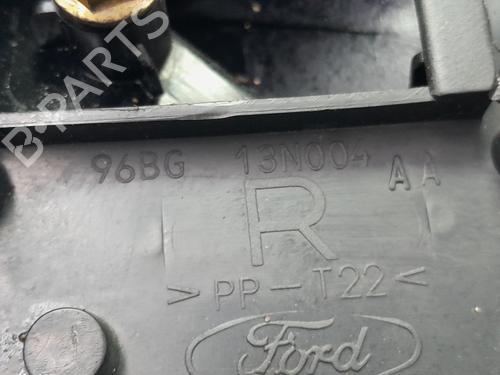 B-PARTS
96BG 13N004 AA
R
>PP-T22<
Ford